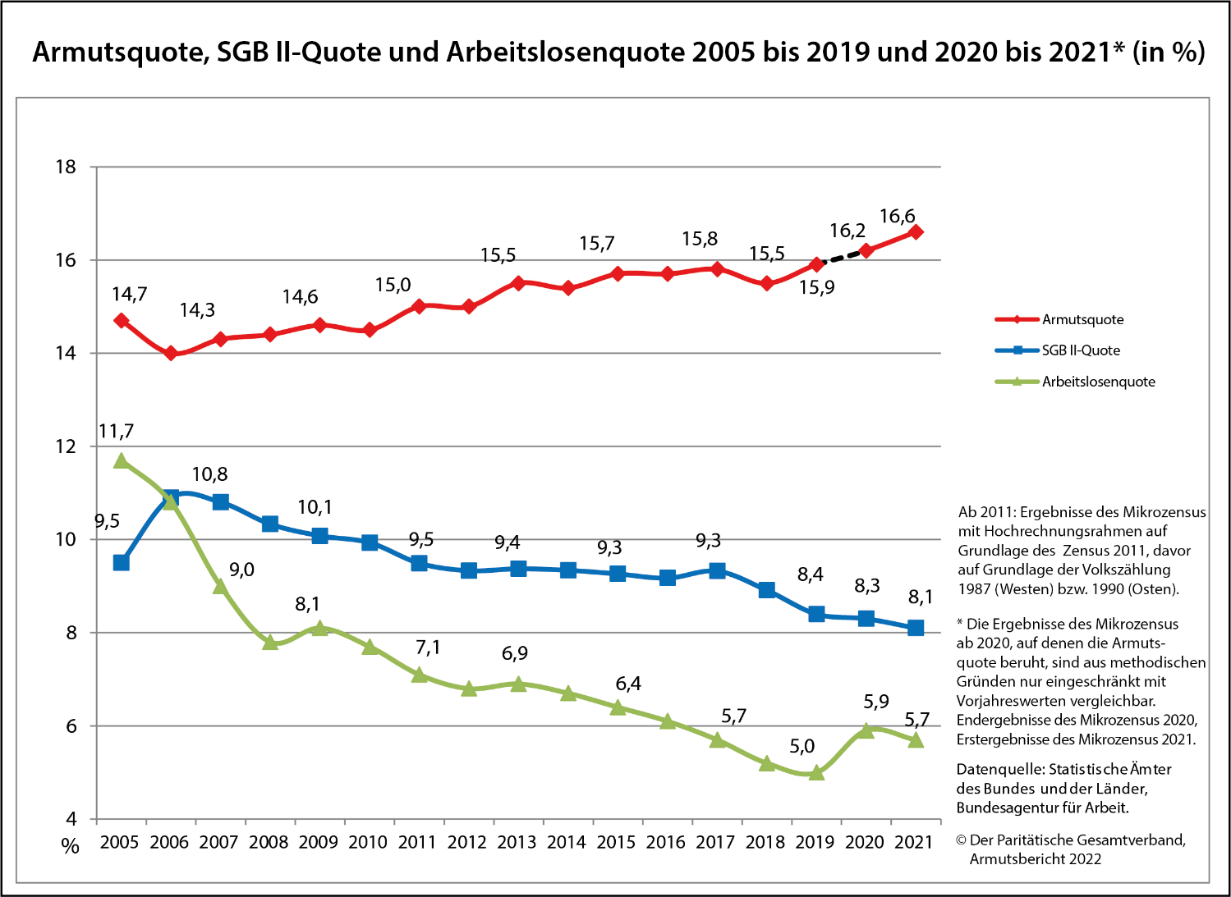 Armutsquote, SGB II-Quote und Arbeitslosenquote 2005 bis 2019 und 2020 bis 2021* (in %)
18
16
14
12
10
8
6
4
%
14,7
14,3
14,6
15,0
15,5
15,7
15,8
15,5
15,9
16,2
16,6
9,5
10,8
10,1
9,5
9,4
9,3
9,3
8,4
8,3
8,1
11,7
9,0
8,1
7,1
6,9
6,4
5,7
5,0
5,9
5,7
2005 2006 2007 2008 2009 2010 2011 2012 2013 2014 2015 2016 2017 2018 2019 2020 2021
Armutsquote
SGB II-Quote
Arbeitslosenquote
Ab 2011: Ergebnisse des Mikrozensus
mit Hochrechnungsrahmen auf
Grundlage des Zensus 2011, davor
auf Grundlage der Volkszählung
1987 (Westen) bzw. 1990 (Osten).
* Die Ergebnisse des Mikrozensus
ab 2020, auf denen die Armuts-
quote beruht, sind aus methodischen
Gründen nur eingeschränkt mit
Vorjahreswerten vergleichbar.
Endergebnisse des Mikrozensus 2020,
Erstergebnisse des Mikrozensus 2021.
Datenquelle: Statistische Ämter
des Bundes und der Länder,
Bundesagentur für Arbeit.
© Der Paritätische Gesamtverband,
Armutsbericht 2022